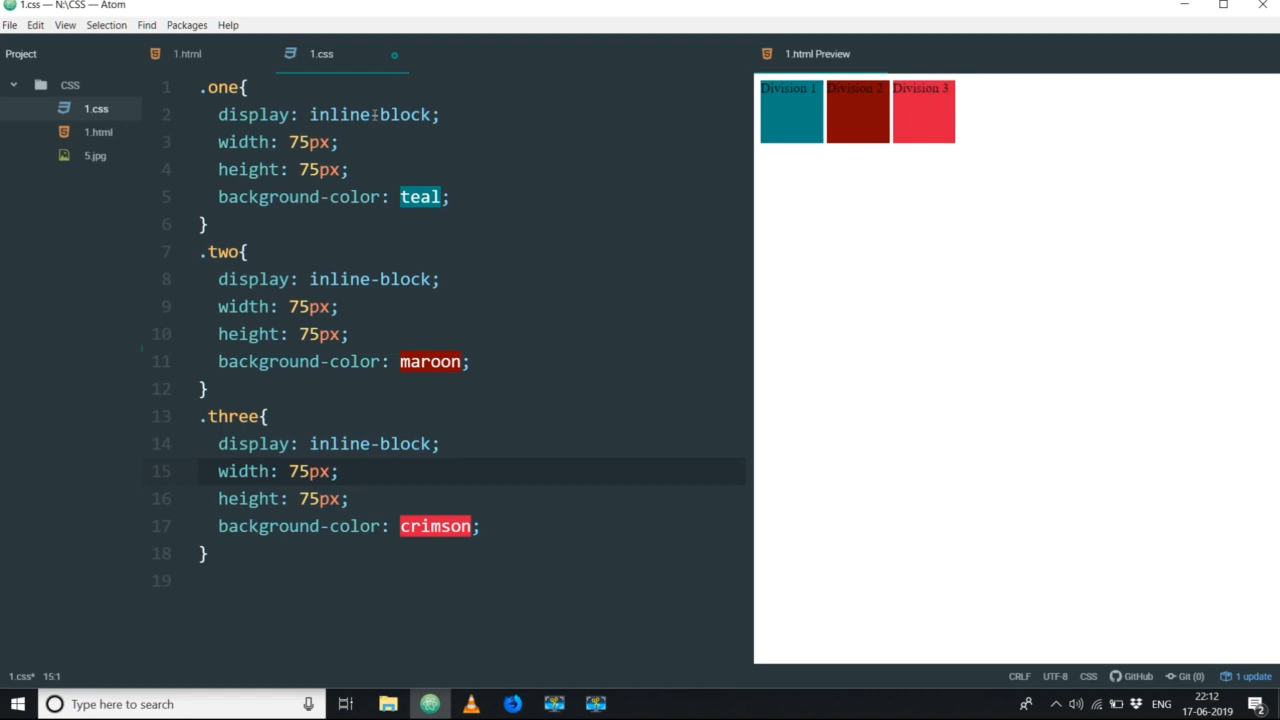 1.css — N:\CSS — Atom
File Edit View Selection Find Packages Help
Project
1.html
1.css
1.html Preview
CSS
1.css
1.html
5.jpg
1 .one{
2 display: inline-block;
3 width: 75px;
4 height: 75px;
5 background-color: teal;
6 }
7 .two{
8 display: inline-block;
9 width: 75px;
10 height: 75px;
11 background-color: maroon;
12 }
13 .three{
14 display: inline-block;
15 width: 75px;
16 height: 75px;
17 background-color: crimson;
18 }
19
Division 1 Division 2 Division 3
1.css* 15:1
CRLF UTF-8 CSS GitHub Git (0) 1 update
Type here to search
ENG
22:12
17-06-2019
2